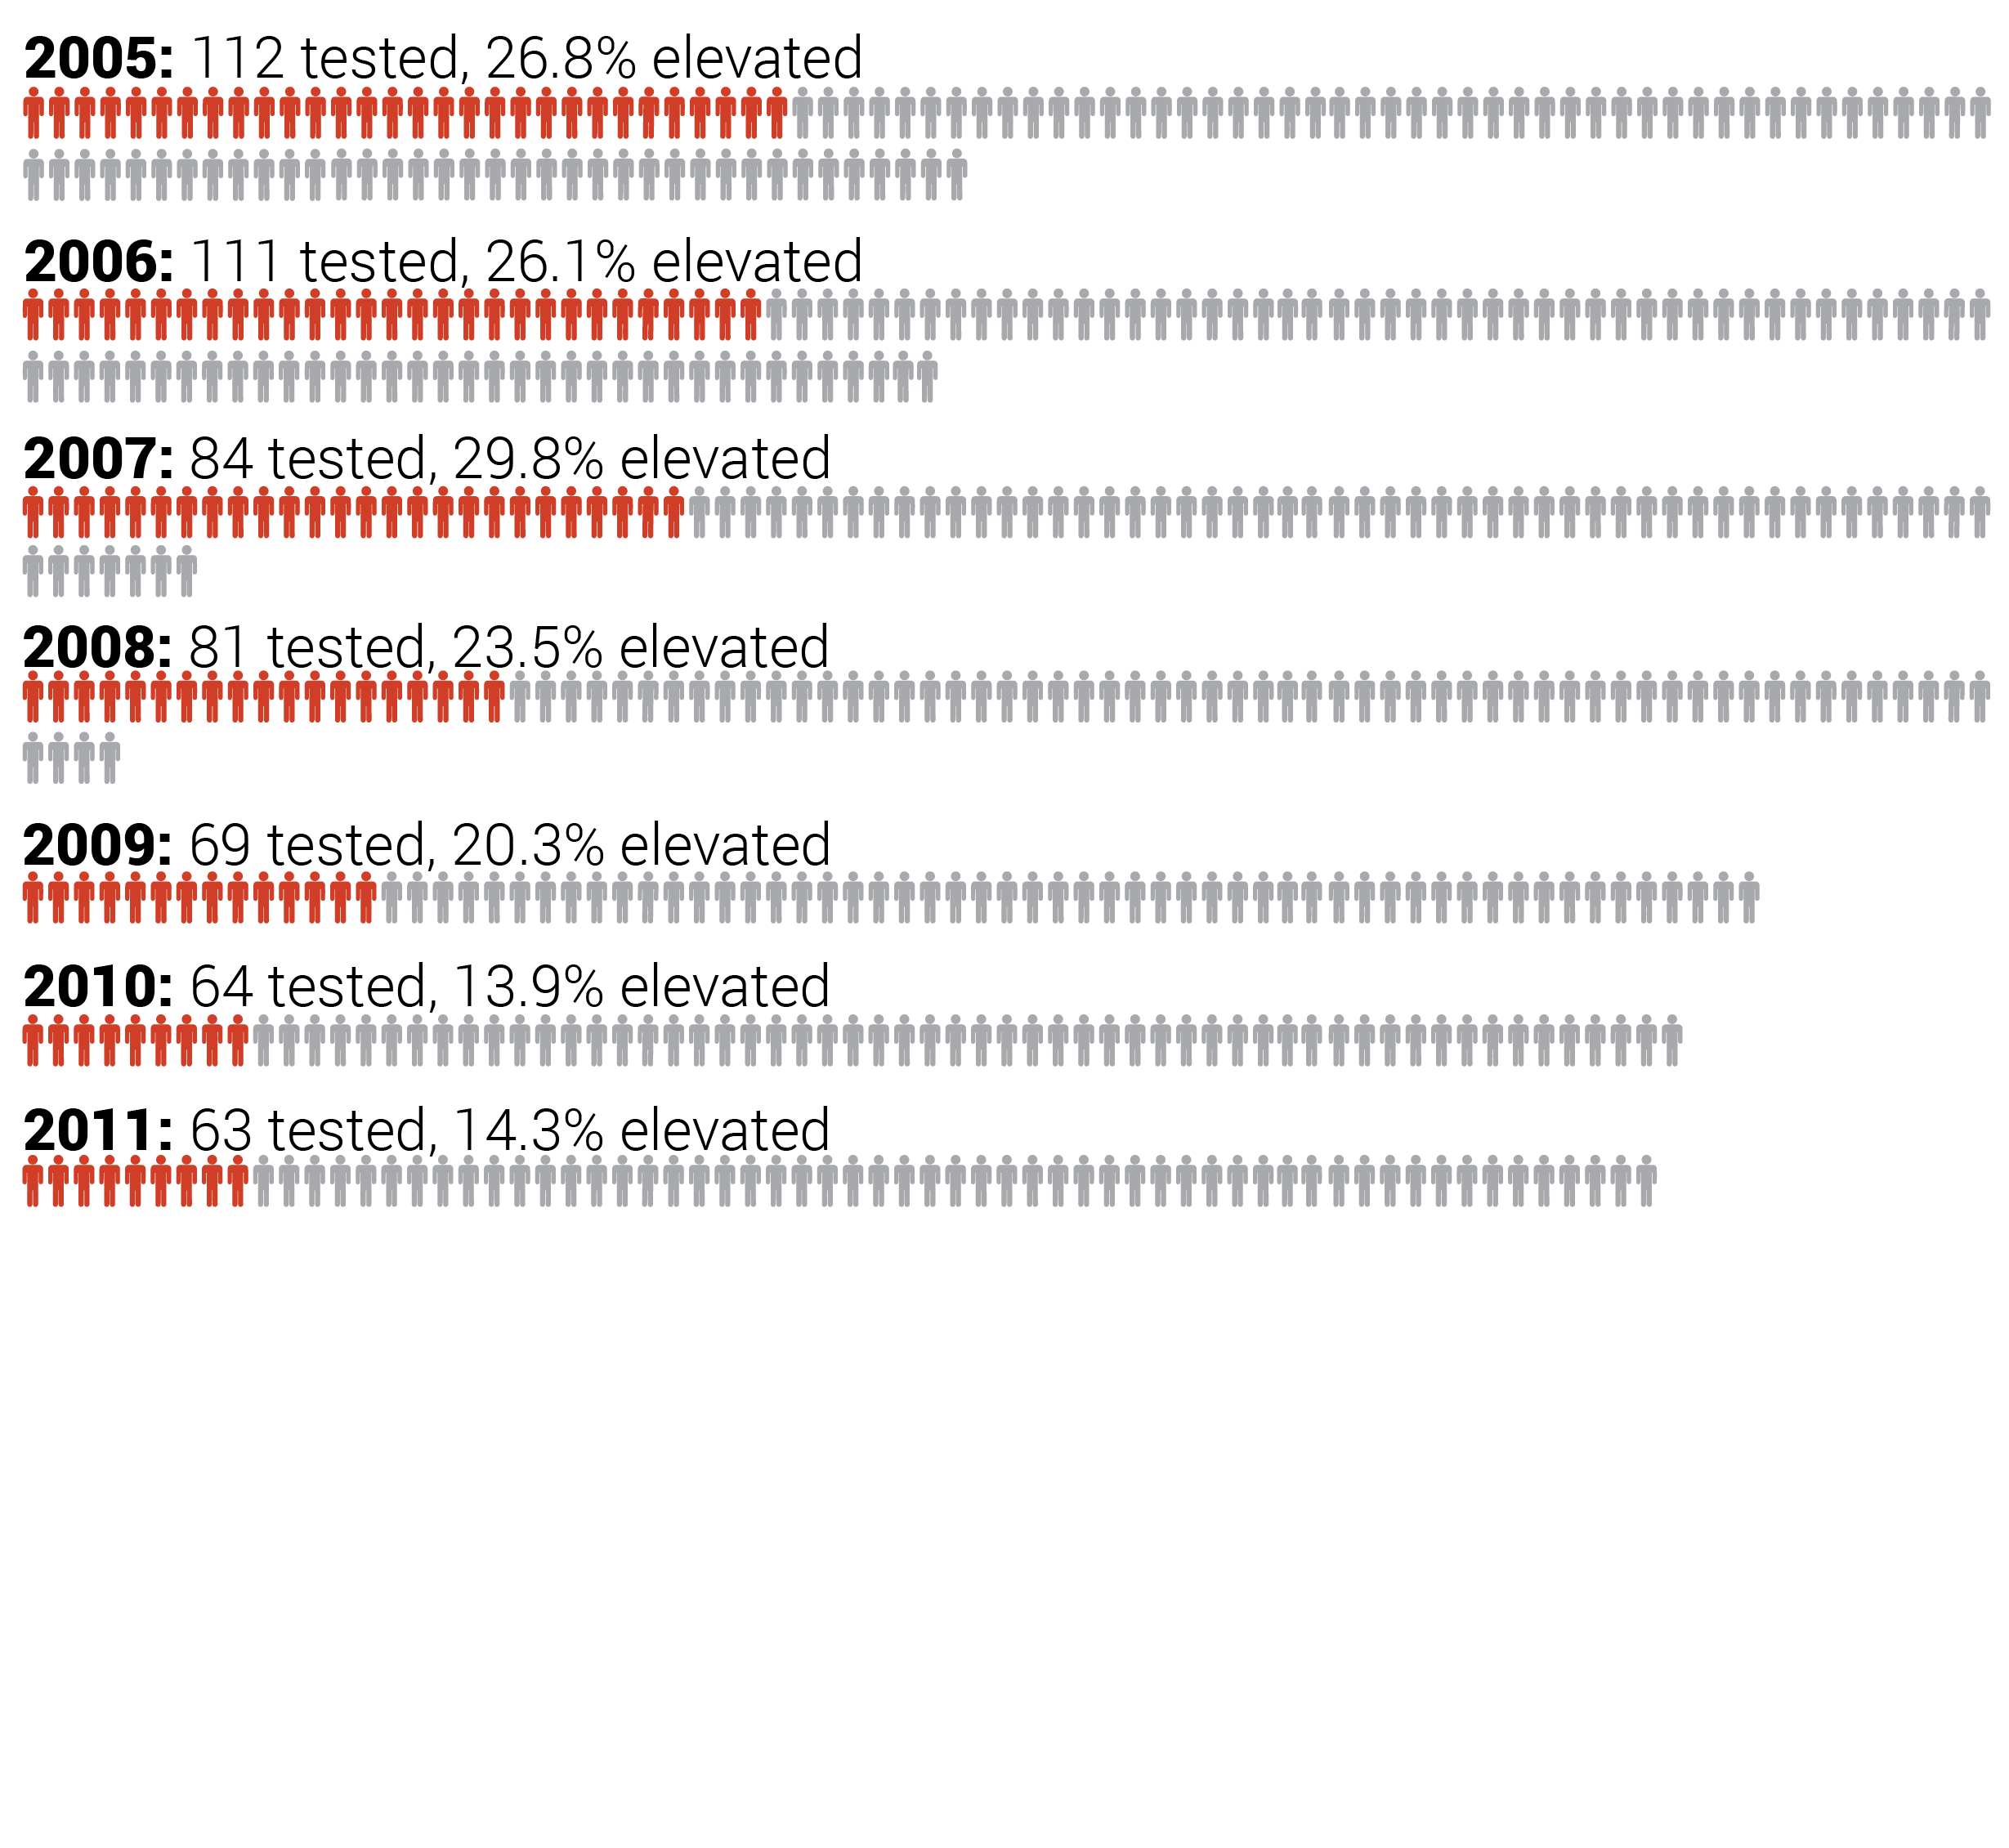 2005: 112 tested, 26.8% elevated
2006: 111 tested, 26.1% elevated
2007: 84 tested, 29.8% elevated
2008: 81 tested, 23.5% elevated
2009: 69 tested, 20.3% elevated
2010: 64 tested, 13.9% elevated
2011: 63 tested, 14.3% elevated